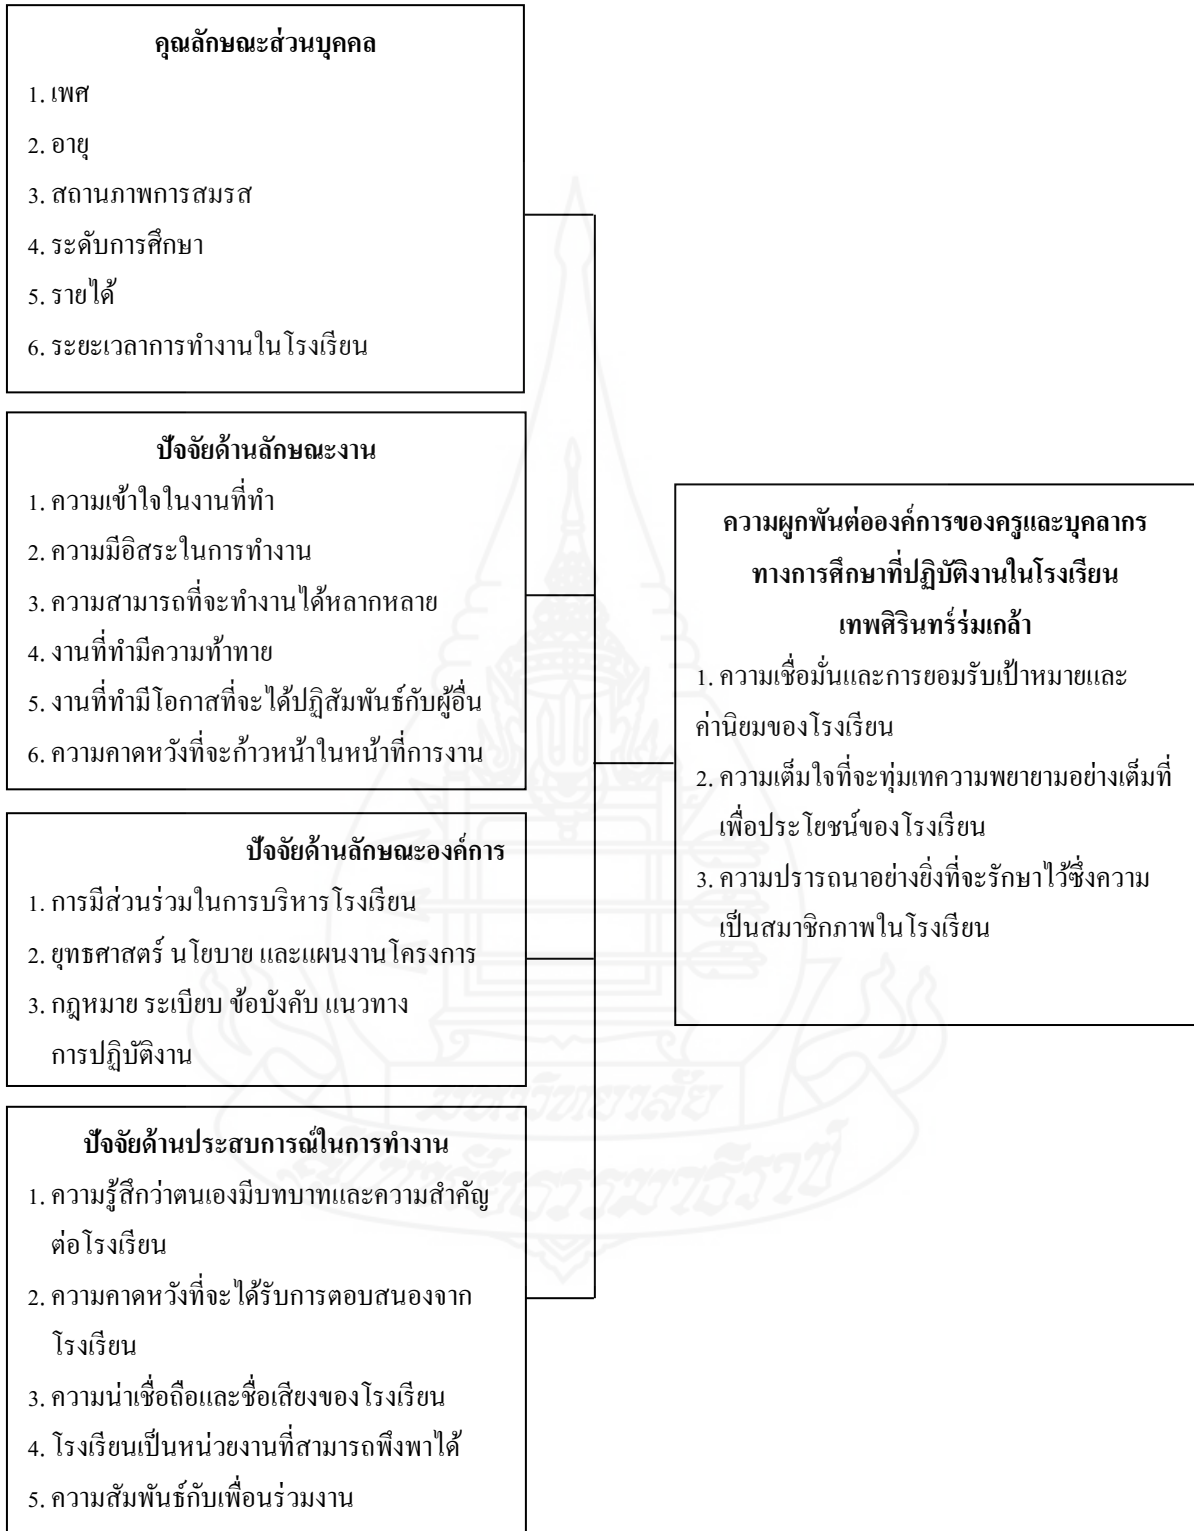 คุณลักษณะส่วนบุคคล
1. เพศ
2. อายุ
3. สถานภาพการสมรส
4. ระดับการศึกษา
5. รายได้
6. ระยะเวลาการทำงานในโรงเรียน
ปัจจัยด้านลักษณะงาน
1. ความเข้าใจในงานที่ทำ
2. ความมีอิสระในการทำงาน
3. ความสามารถที่จะทำงานได้หลากหลาย
4. งานที่ทำมีความท้าทาย
5. งานที่ทำมีโอกาสที่จะได้ปฏิสัมพันธ์กับผู้อื่น
6. ความคาดหวังที่จะก้าวหน้าในหน้าที่การงาน
ปัจจัยด้านลักษณะองค์การ
1. การมีส่วนร่วมในการบริหารโรงเรียน
2. ยุทธศาสตร์ นโยบาย และแผนงานโครงการ
3. กฎหมาย ระเบียบ ข้อบังคับ แนวทาง
การปฏิบัติงาน
ปัจจัยด้านประสบการณ์ในการทำงาน
1. ความรู้สึกว่าตนเองมีบทบาทและความสำคัญ
ต่อโรงเรียน
2. ความคาดหวังที่จะได้รับการตอบสนองจาก
โรงเรียน
3. ความน่าเชื่อถือและชื่อเสียงของโรงเรียน
4. โรงเรียนเป็นหน่วยงานที่สามารถพึ่งพาได้
5. ความสัมพันธ์กับเพื่อนร่วมงาน
ความผูกพันต่อองค์การของครูและบุคลากร
ทางการศึกษาที่ปฏิบัติงานในโรงเรียน
เทพศิรินทร์ร่มเกล้า
1. ความเชื่อมั่นและการยอมรับเป้าหมายและ
ค่านิยมของโรงเรียน
2. ความเต็มใจที่จะทุ่มเทความพยายามอย่างเต็มที่
เพื่อประโยชน์ของโรงเรียน
3. ความปรารถนาอย่างยิ่งที่จะรักษาไว้ซึ่งความ
เป็นสมาชิกภาพในโรงเรียน
มหาวิทยาลัย
สุโขทัยธรรมาธิราช